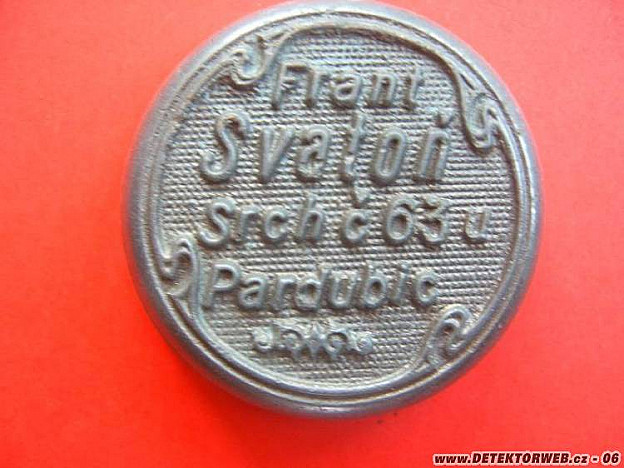 Frant
Svatoň
Srch č 63 u
Pardubic
www.DETEKTORWEB.cz - 06